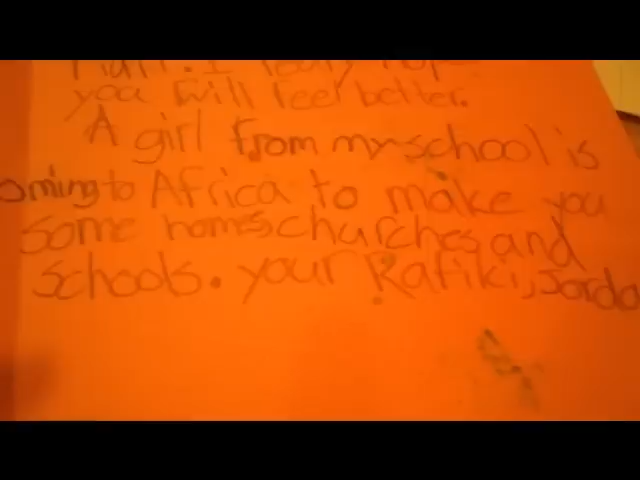 I really
you will feel better.
A girl from my school is
oming to Africa to make you
some homes churches and
schools. your Rafiki, Jorda